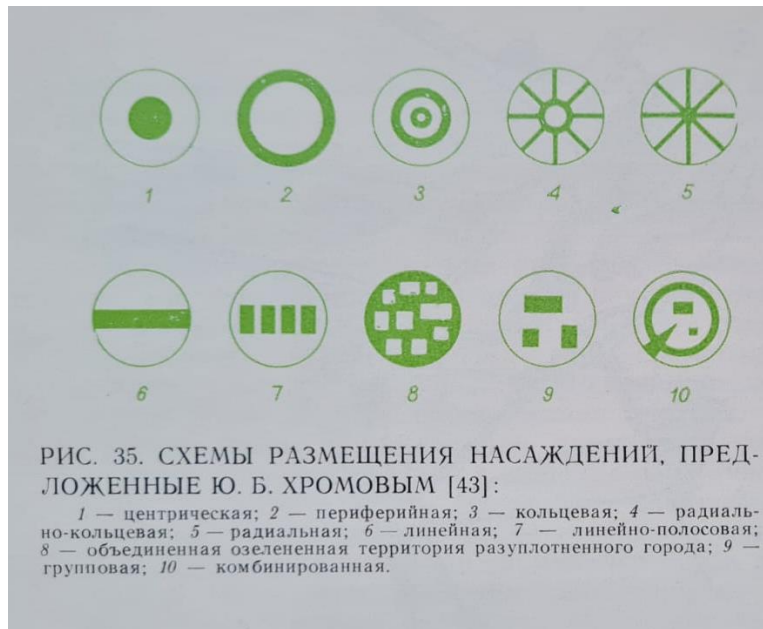 1 2 3 4 5
6 7 8 9 10
РИС. 35. СХЕМЫ РАЗМЕЩЕНИЯ НАСАЖДЕНИЙ, ПРЕД-
ЛОЖЕННЫЕ Ю. Б. ХРОМОВЫМ [43]:
1 — центрическая; 2 — периферийная; 3 — кольцевая; 4 — радиаль-
но-кольцевая; 5 — радиальная; 6 — линейная; 7 — линейно-полосовая;
8 — объединенная озелененная территория разуплотненного города; 9 —
групповая; 10 — комбинированная.